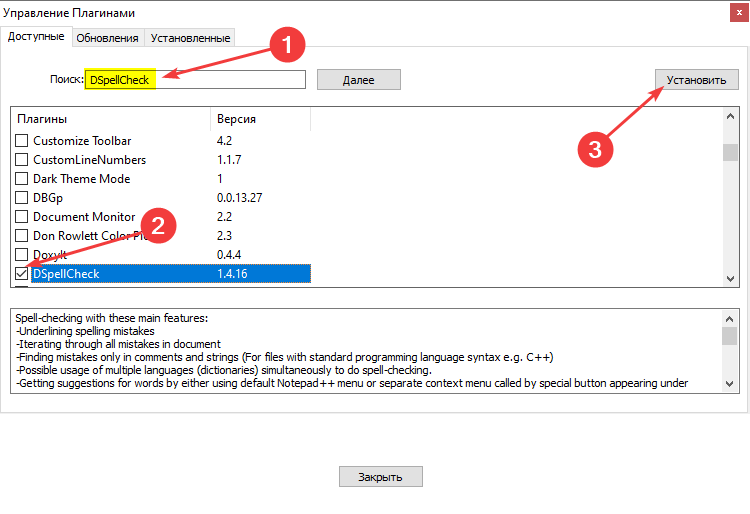 Управление Плагинами
x
Доступные Обновления Установленные
1
Поиск: DSpellCheck Далее Установить
3
Плагины Версия
Customize Toolbar 4.2
CustomLineNumbers 1.1.7
Dark Theme Mode 1
DBGp 0.0.13.27
Document Monitor 2.2
2
Don Rowlett Color 2.3
DoxyIt 0.4.4
DSpellCheck 1.4.16
Spell-checking with these main features:
-Underlining spelling mistakes
-Iterating through all mistakes in document
-Finding mistakes only in comments and strings (For files with standard programming language syntax e.g. C++)
-Possible usage of multiple languages (dictionaries) simultaneously to do spell-checking.
-Getting suggestions for words by either using default Notepad++ menu or separate context menu called by special button appearing under
Закрыть